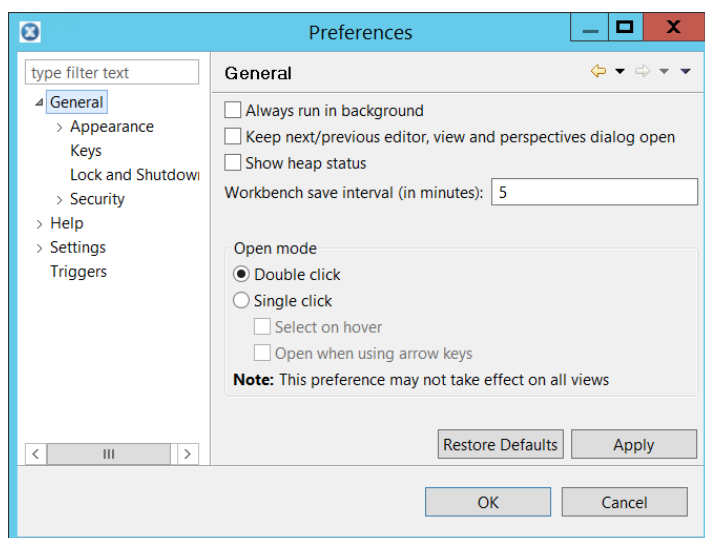 Preferences
type filter text
General
Appearance
Keys
Lock and Shutdow
Security
Help
Settings
Triggers
General
Always run in background
Keep next/previous editor, view and perspectives dialog open
Show heap status
Workbench save interval (in minutes): 5
Open mode
Double click
Single click
Select on hover
Open when using arrow keys
Note: This preference may not take effect on all views
Restore Defaults Apply
OK Cancel